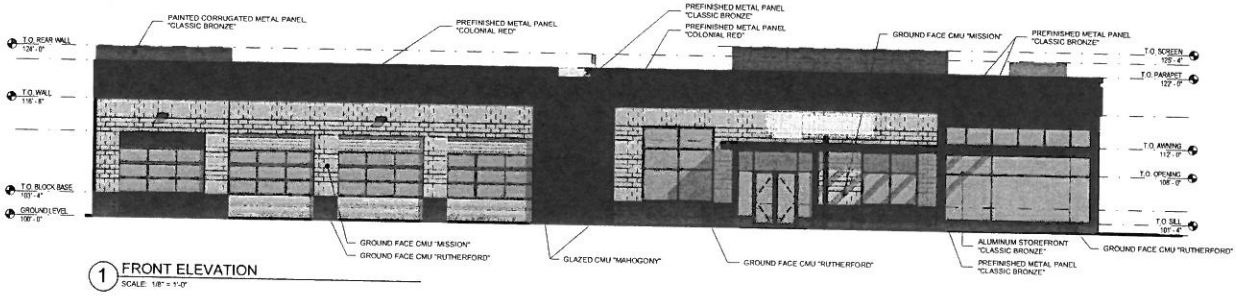 PAINTED CORRUGATED METAL PANEL
"CLASSIC BRONZE"
PREFINISHED METAL PANEL
"COLONIAL RED"
PREFINISHED METAL PANEL
"CLASSIC BRONZE"
PREFINISHED METAL PANEL
"COLONIAL RED"
GROUND FACE CMU "MISSION"
PREFINISHED METAL PANEL
"CLASSIC BRONZE"
T.O. REAR WALL
124' - 0"
T.O. WALL
116' - 8"
T.O. BLOCK BASE
103' - 4"
GROUND LEVEL
100' - 0"
T.O. SCREEN
125' - 4"
T.O. PARAPET
122' - 0"
T.O. AWNING
112' - 0"
T.O. OPENING
108' - 0"
T.O. SILL
101' - 4"
GROUND FACE CMU "MISSION"
GROUND FACE CMU "RUTHERFORD"
GLAZED CMU "MAHOGONY"
GROUND FACE CMU "RUTHERFORD"
ALUMINUM STOREFRONT
"CLASSIC BRONZE"
PREFINISHED METAL PANEL
"CLASSIC BRONZE"
GROUND FACE CMU "RUTHERFORD"
1 FRONT ELEVATION
SCALE: 1/8" = 1'-0"